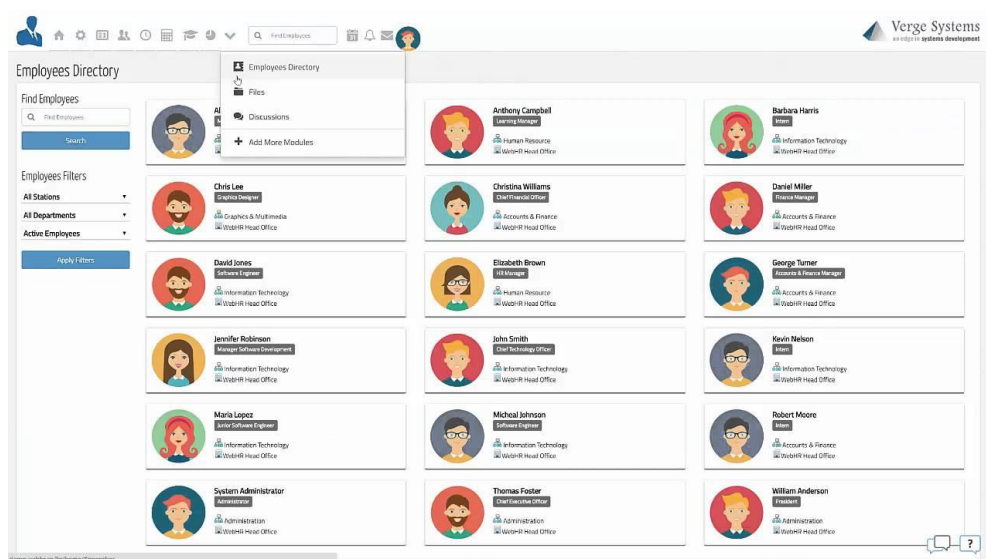 Find Employees
31
Verge Systems
an edge in systems development
Employees Directory
Employees Directory
Files
Discussions
Add More Modules
Find Employees
Find Employees
Search
Employees Filters
All Stations
All Departments
Active Employees
Apply Filters
Al
Anthony Campbell
Learning Manager
Human Resource
WebHR Head Office
Barbara Harris
Intern
Information Technology
WebHR Head Office
Chris Lee
Graphics Designer
Graphics & Multimedia
WebHR Head Office
Christina Williams
Chief Financial Officer
Accounts & Finance
WebHR Head Office
Daniel Miller
Finance Manager
Accounts & Finance
WebHR Head Office
David Jones
Software Engineer
Information Technology
WebHR Head Office
Elizabeth Brown
HR Manager
Human Resource
WebHR Head Office
George Turner
Accounts & Finance Manager
Accounts & Finance
WebHR Head Office
Jennifer Robinson
Manager Software Development
Information Technology
WebHR Head Office
John Smith
Chief Technology Officer
Information Technology
WebHR Head Office
Kevin Nelson
Intern
Information Technology
WebHR Head Office
Maria Lopez
Junior Software Engineer
Information Technology
WebHR Head Office
Micheal Johnson
Software Engineer
Information Technology
WebHR Head Office
Robert Moore
Intern
Accounts & Finance
WebHR Head Office
System Administrator
Administrator
Administration
WebHR Head Office
Thomas Foster
Chief Executive Officer
Administration
WebHR Head Office
William Anderson
President
Administration
WebHR Head Office
?